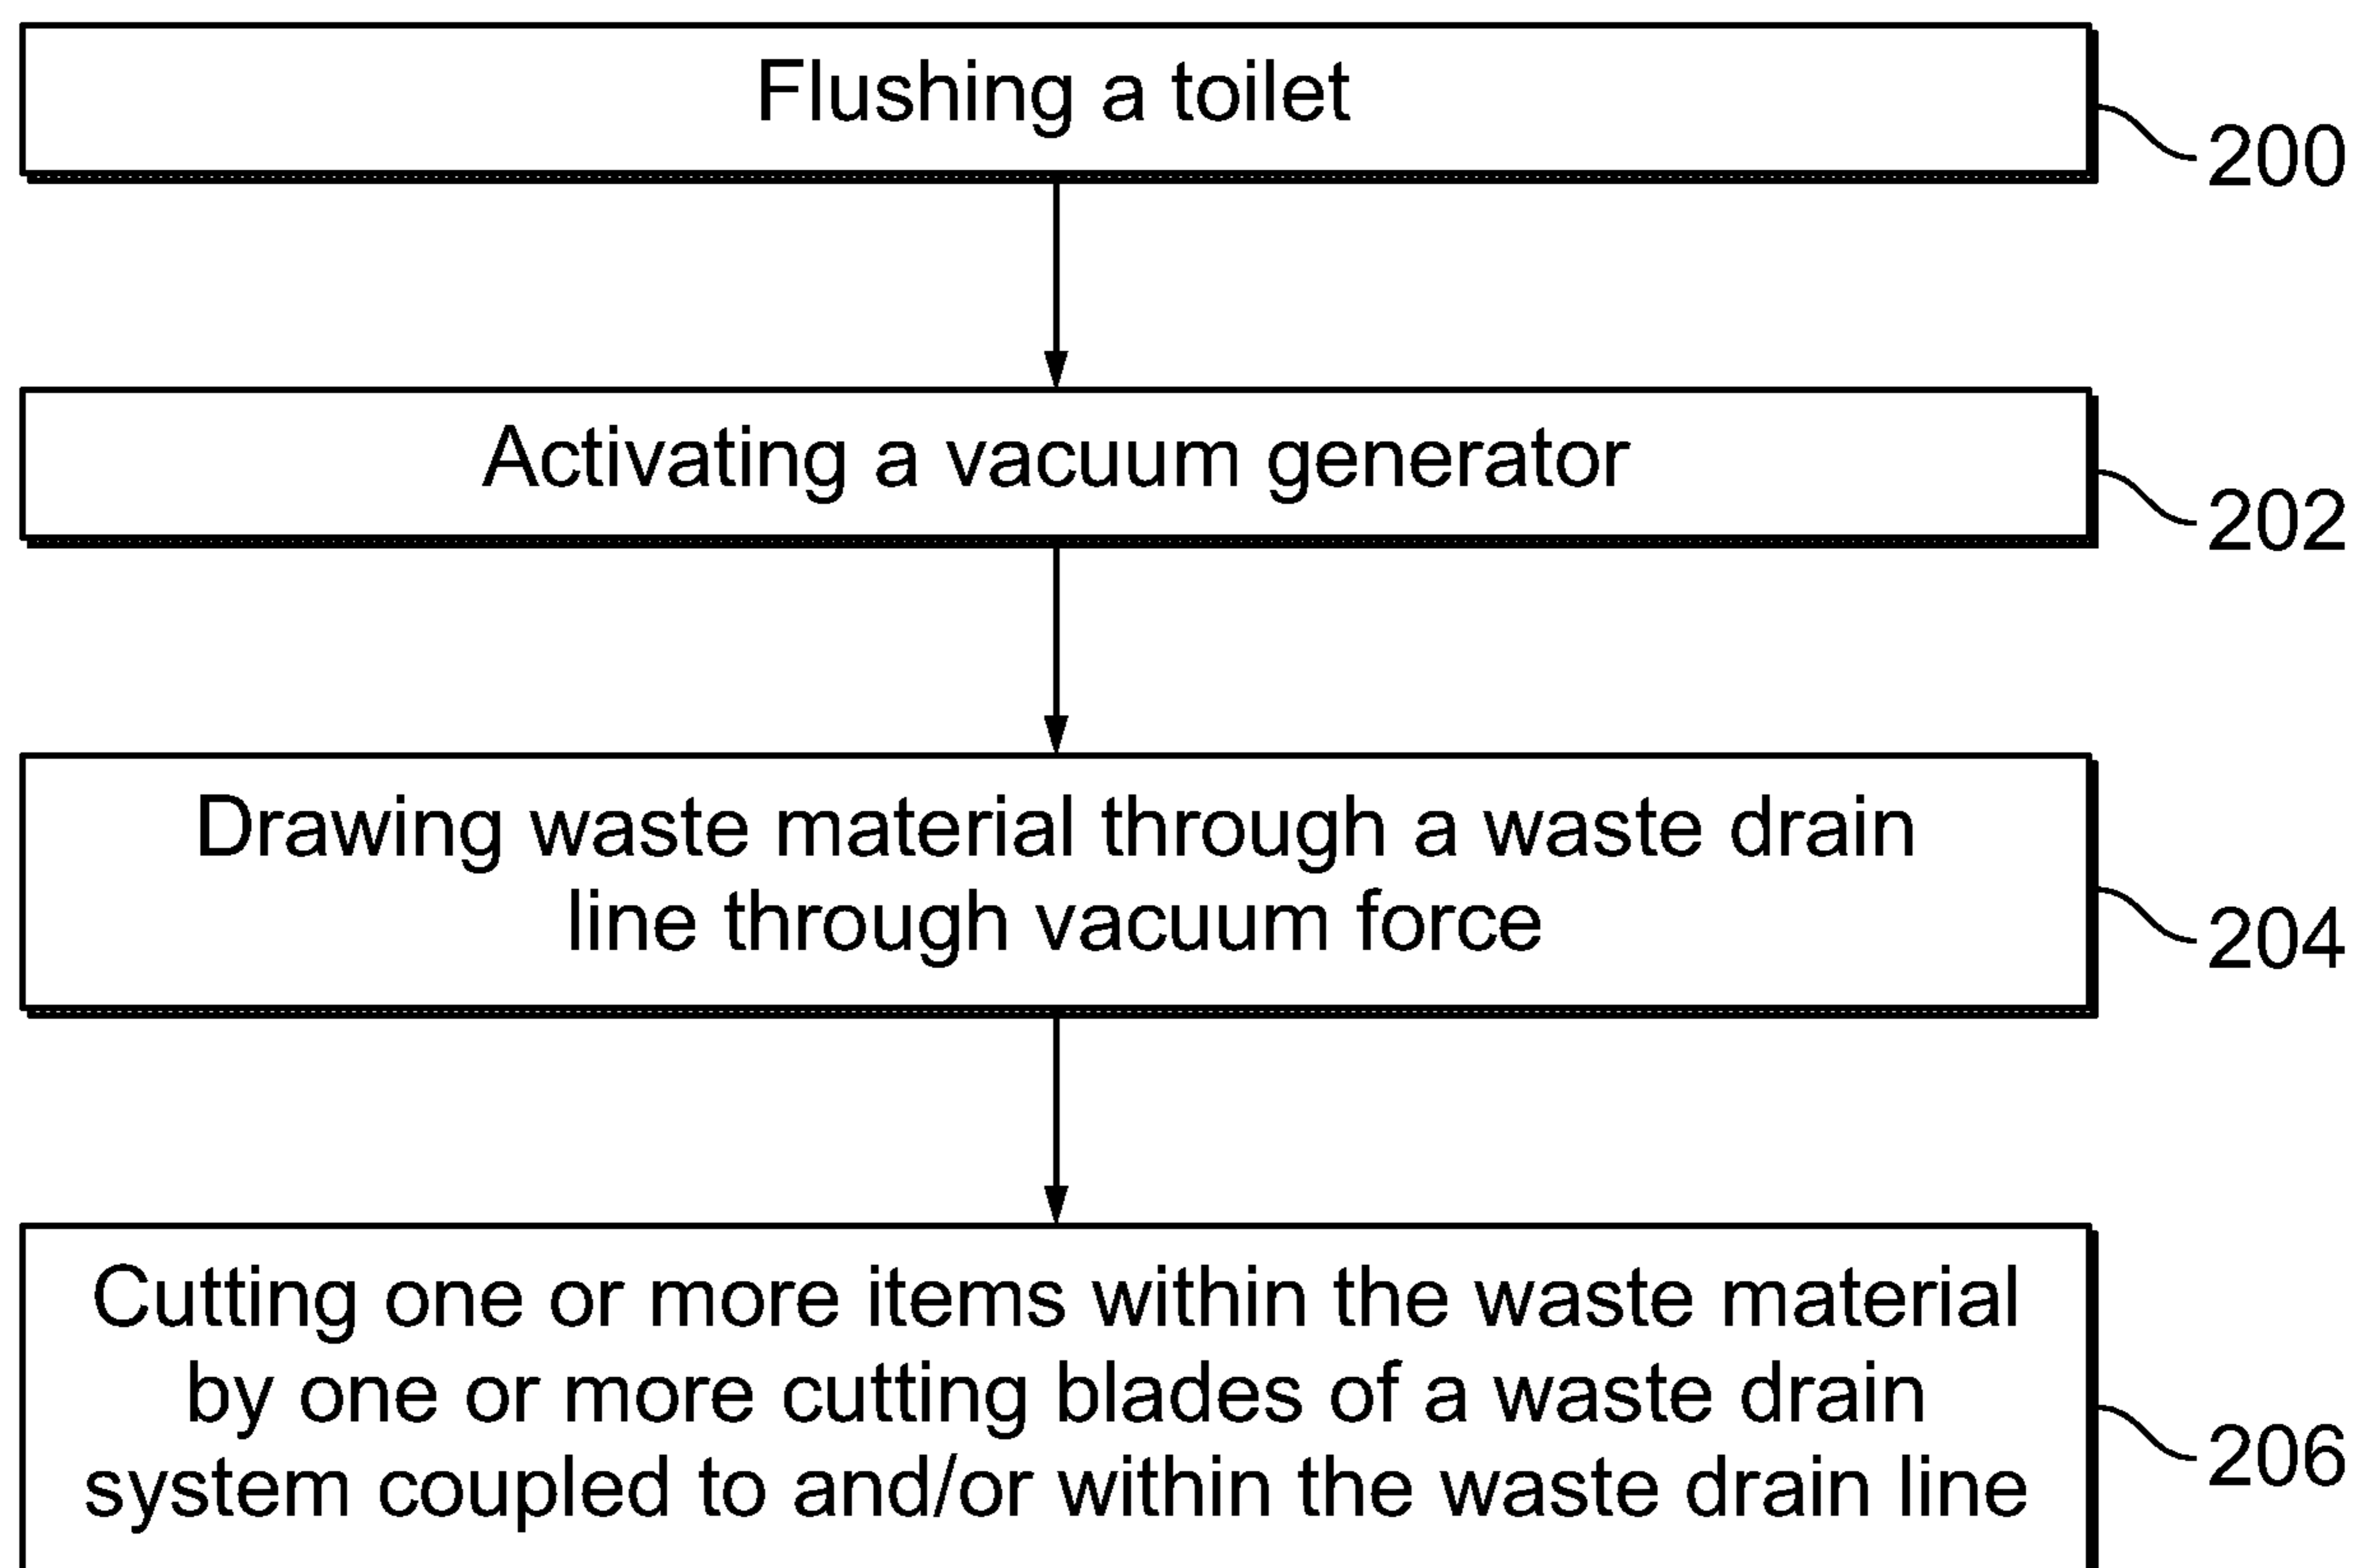 Flushing a toilet
200
Activating a vacuum generator
202
Drawing waste material through a waste drain
line through vacuum force
204
Cutting one or more items within the waste material
by one or more cutting blades of a waste drain
system coupled to and/or within the waste drain line
206